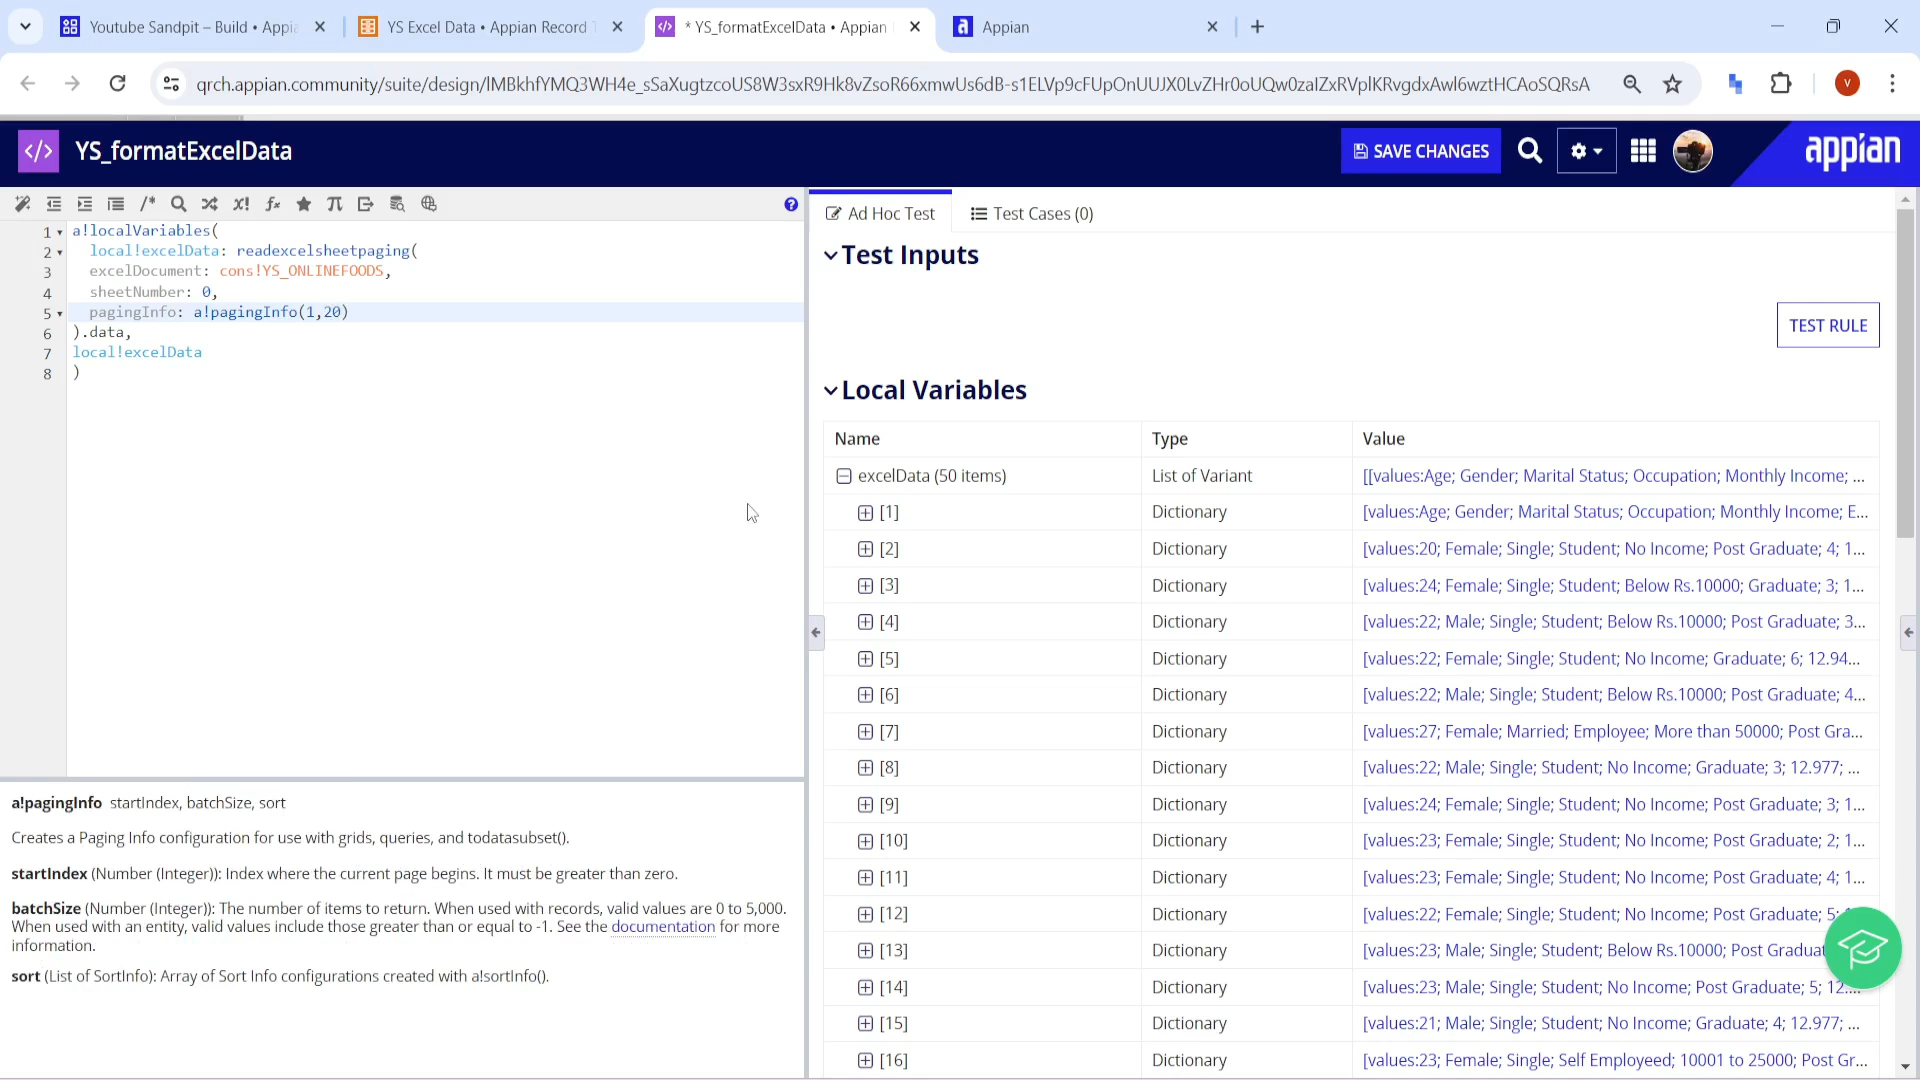 Youtube Sandpit – Build • Appia
YS Excel Data • Appian Record T
* YS_formatExcelData • Appian
Appian
qrch.appian.community/suite/design/lMBkhfYMQ3WH4e_sSaXugtzcoUS8W3sxR9Hk8vZsoR66xmwUs6dB-s1ELVp9cFUpOnUUJX0LvZHr0oUQw0zaIZxRVplKRvgdxAwl6wztHCAoSQRsA
V
YS_formatExcelData
SAVE CHANGES
appian
Ad Hoc Test
Test Cases (0)
1 a!localVariables(
2 local!excelData: readexcelsheetpaging(
3 excelDocument: cons!YS_ONLINEFOODS,
4 sheetNumber: 0,
5 pagingInfo: a!pagingInfo(1,20)
6 ).data,
7 local!excelData
8 )
a!pagingInfo startIndex, batchSize, sort
Creates a Paging Info configuration for use with grids, queries, and todatasubset().
startIndex (Number (Integer)): Index where the current page begins. It must be greater than zero.
batchSize (Number (Integer)): The number of items to return. When used with records, valid values are 0 to 5,000.
When used with an entity, valid values include those greater than or equal to -1. See the documentation for more
information.
sort (List of SortInfo): Array of Sort Info configurations created with a!sortInfo().
Test Inputs
TEST RULE
Local Variables
Name Type Value
excelData (50 items) List of Variant [[values:Age; Gender; Marital Status; Occupation; Monthly Income; ...
[1] Dictionary [values:Age; Gender; Marital Status; Occupation; Monthly Income; E...
[2] Dictionary [values:20; Female; Single; Student; No Income; Post Graduate; 4; 1...
[3] Dictionary [values:24; Female; Single; Student; Below Rs.10000; Graduate; 3; 1...
[4] Dictionary [values:22; Male; Single; Student; Below Rs.10000; Post Graduate; 3...
[5] Dictionary [values:22; Female; Single; Student; No Income; Graduate; 6; 12.94...
[6] Dictionary [values:22; Male; Single; Student; Below Rs.10000; Post Graduate; 4...
[7] Dictionary [values:27; Female; Married; Employee; More than 50000; Post Gra...
[8] Dictionary [values:22; Male; Single; Student; No Income; Graduate; 3; 12.977; ...
[9] Dictionary [values:24; Female; Single; Student; No Income; Post Graduate; 3; 1...
[10] Dictionary [values:23; Female; Single; Student; No Income; Post Graduate; 2; 1...
[11] Dictionary [values:23; Female; Single; Student; No Income; Post Graduate; 4; 1...
[12] Dictionary [values:22; Female; Single; Student; No Income; Post Graduate; 5;
[13] Dictionary [values:23; Male; Single; Student; Below Rs.10000; Post Graduat
[14] Dictionary [values:23; Male; Single; Student; No Income; Post Graduate; 5; 12....
[15] Dictionary [values:21; Male; Single; Student; No Income; Graduate; 4; 12.977; ...
[16] Dictionary [values:23; Female; Single; Self Employeed; 10001 to 25000; Post Gr...